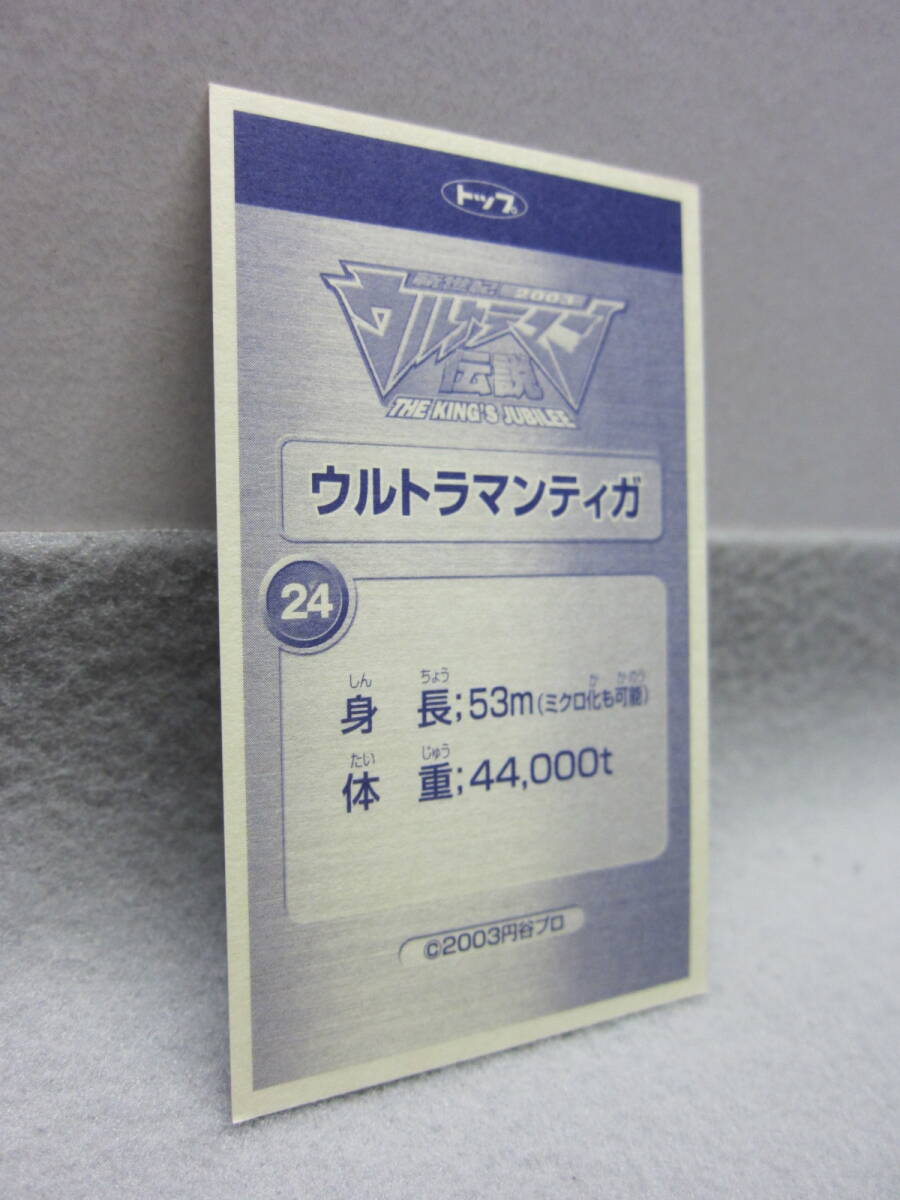 トップ。
新世紀 2003
ウルトラマン
伝説
THE KING'S JUBILEE
ウルトラマンティガ
24
しん ちょう か かのう
身 長;53m(ミクロ化も可能)
たい じゅう
体 重;44,000t
©2003円谷プロ